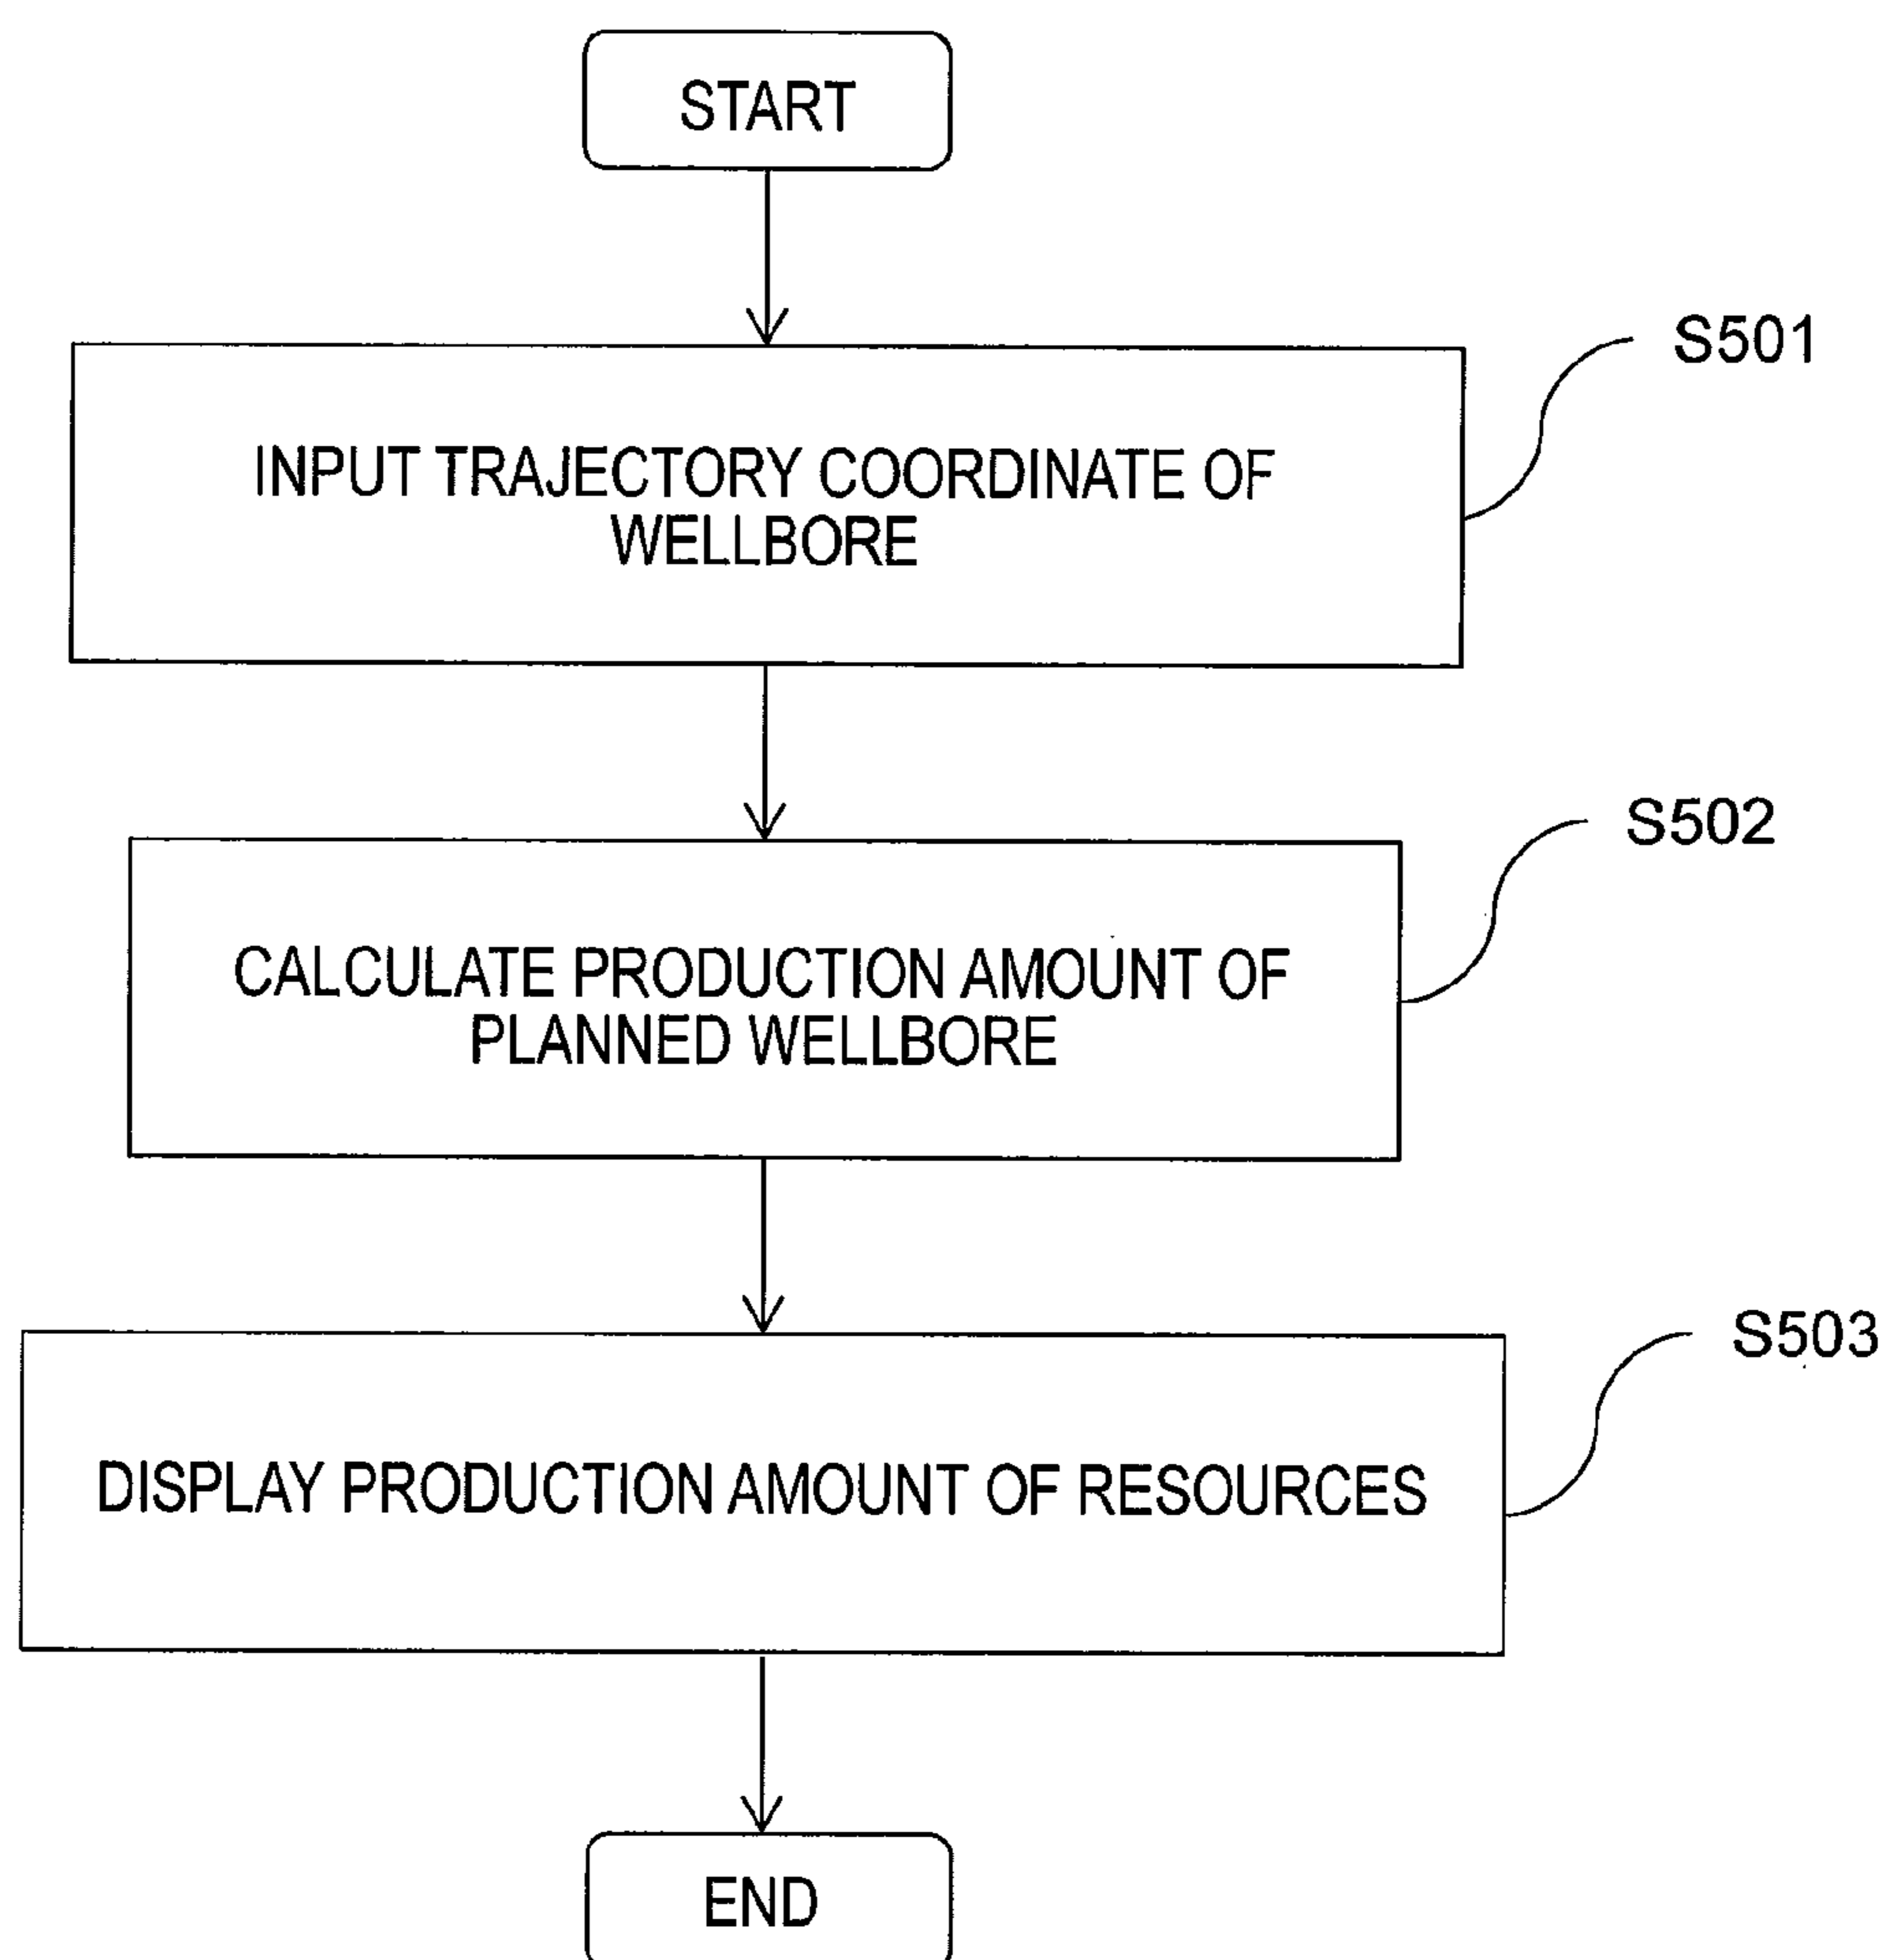 START
S501
INPUT TRAJECTORY COORDINATE OF
WELLBORE
S502
CALCULATE PRODUCTION AMOUNT OF
PLANNED WELLBORE
S503
DISPLAY PRODUCTION AMOUNT OF RESOURCES
END